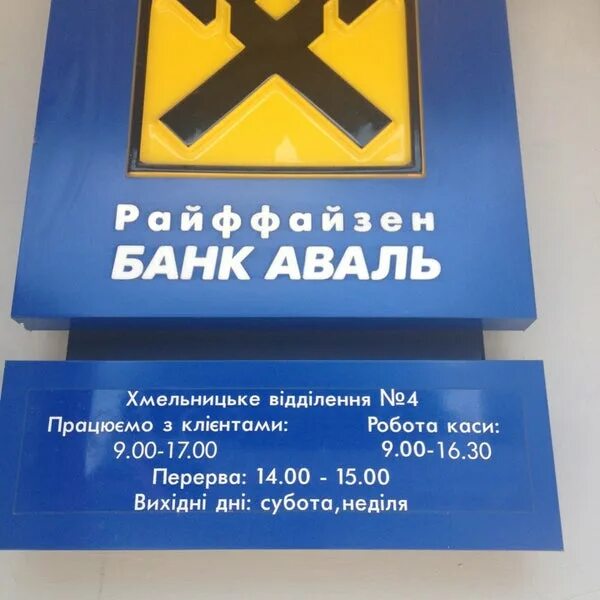 Райффайзен
БАНК АВАЛЬ
Хмельницьке відділення №4
Працюємо з клієнтами: Робота каси:
9.00-17.00 9.00-16.30
Перерва: 14.00 - 15.00
Вихідні дні: субота,неділя